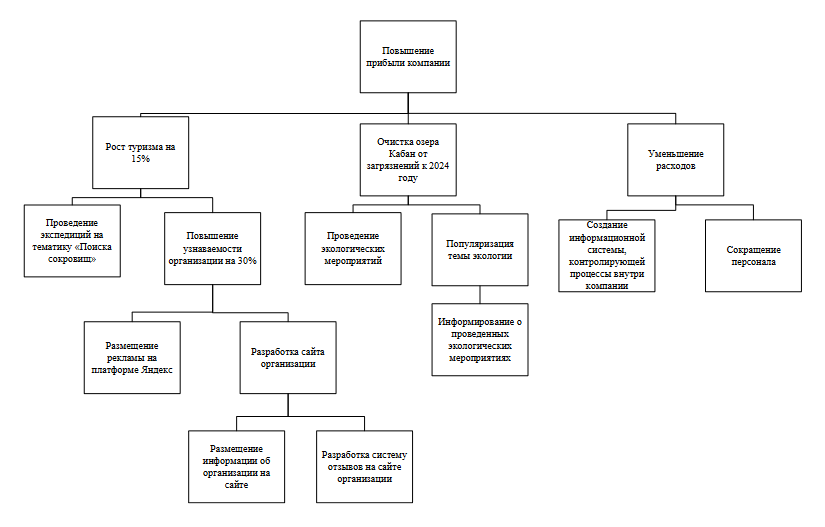 Повышение
прибыли компании
Рост туризма на
15%
Очистка озера
Кабан от
загрязнений к 2024
году
Уменьшение
расходов
Проведение
экспедиций на
тематику «Поиска
сокровищ»
Повышение
узнаваемости
организации на 30%
Проведение
экологических
мероприятий
Популяризация
темы экологии
Создание
информационной
системы,
контролирующей
процессы внутри
компании
Сокращение
персонала
Размещение
рекламы на
платформе Яндекс
Разработка сайта
организации
Информирование о
проведенных
экологических
мероприятиях
Размещение
информации об
организации на
сайте
Разработка систему
отзывов на сайте
организации